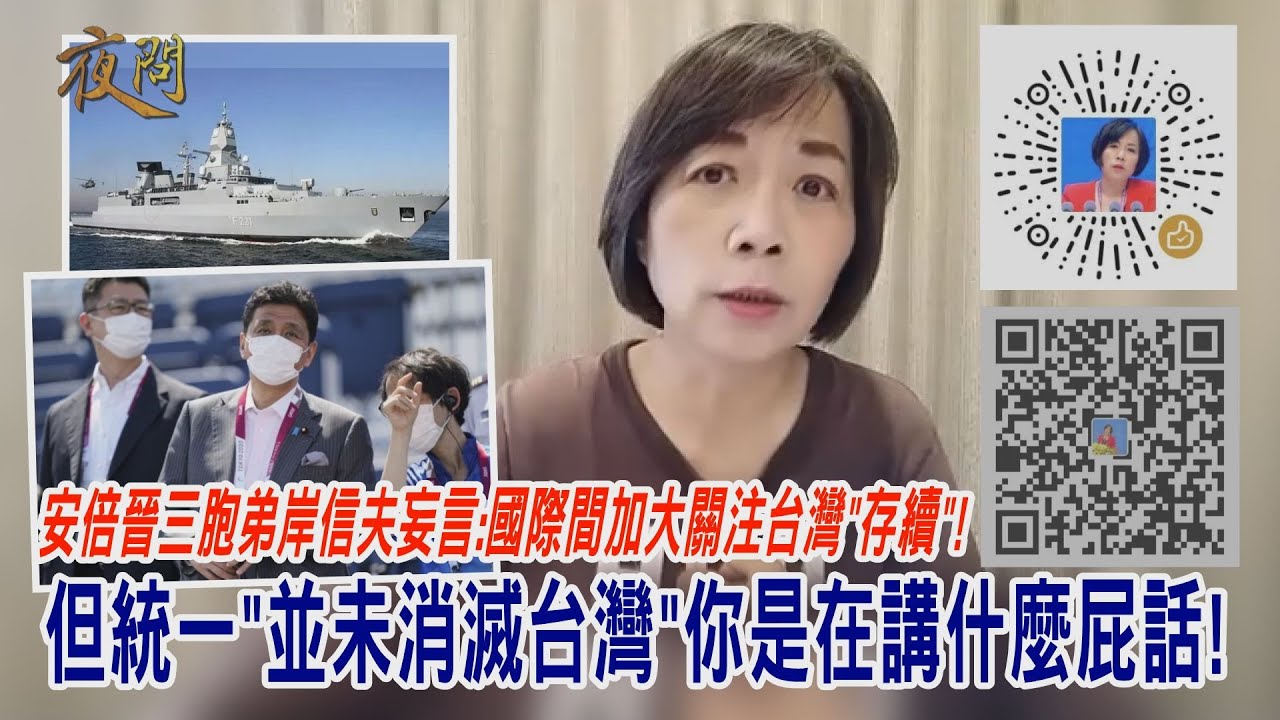 夜問
F 221
安倍晉三胞弟岸信夫妄言:國際間加大關注台灣"存續"!
但統一"並未消滅台灣"你是在講什麼屁話!